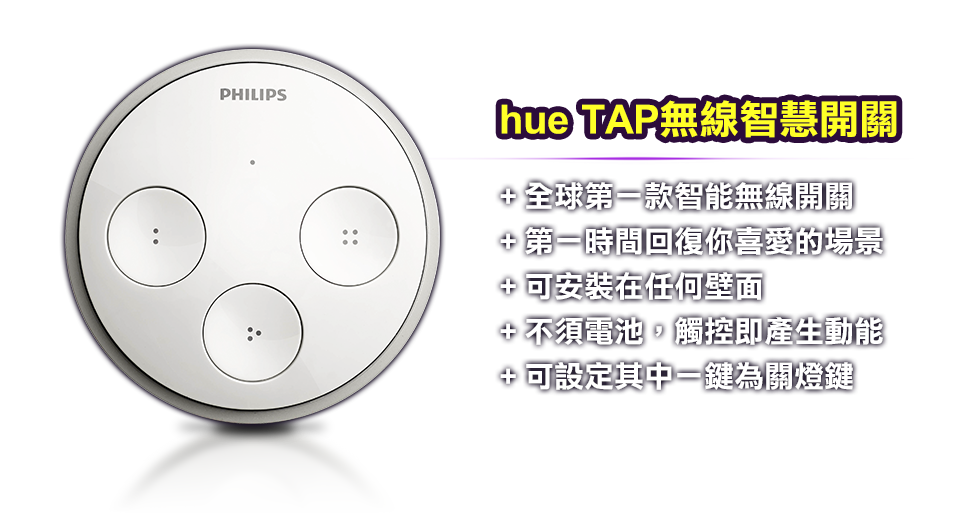 PHILIPS
hue TAP無線智慧開關
+ 全球第一款智能無線開關
+ 第一時間回復你喜愛的場景
+ 可安裝在任何壁面
+ 不須電池，觸控即產生動能
+ 可設定其中一鍵為關燈鍵